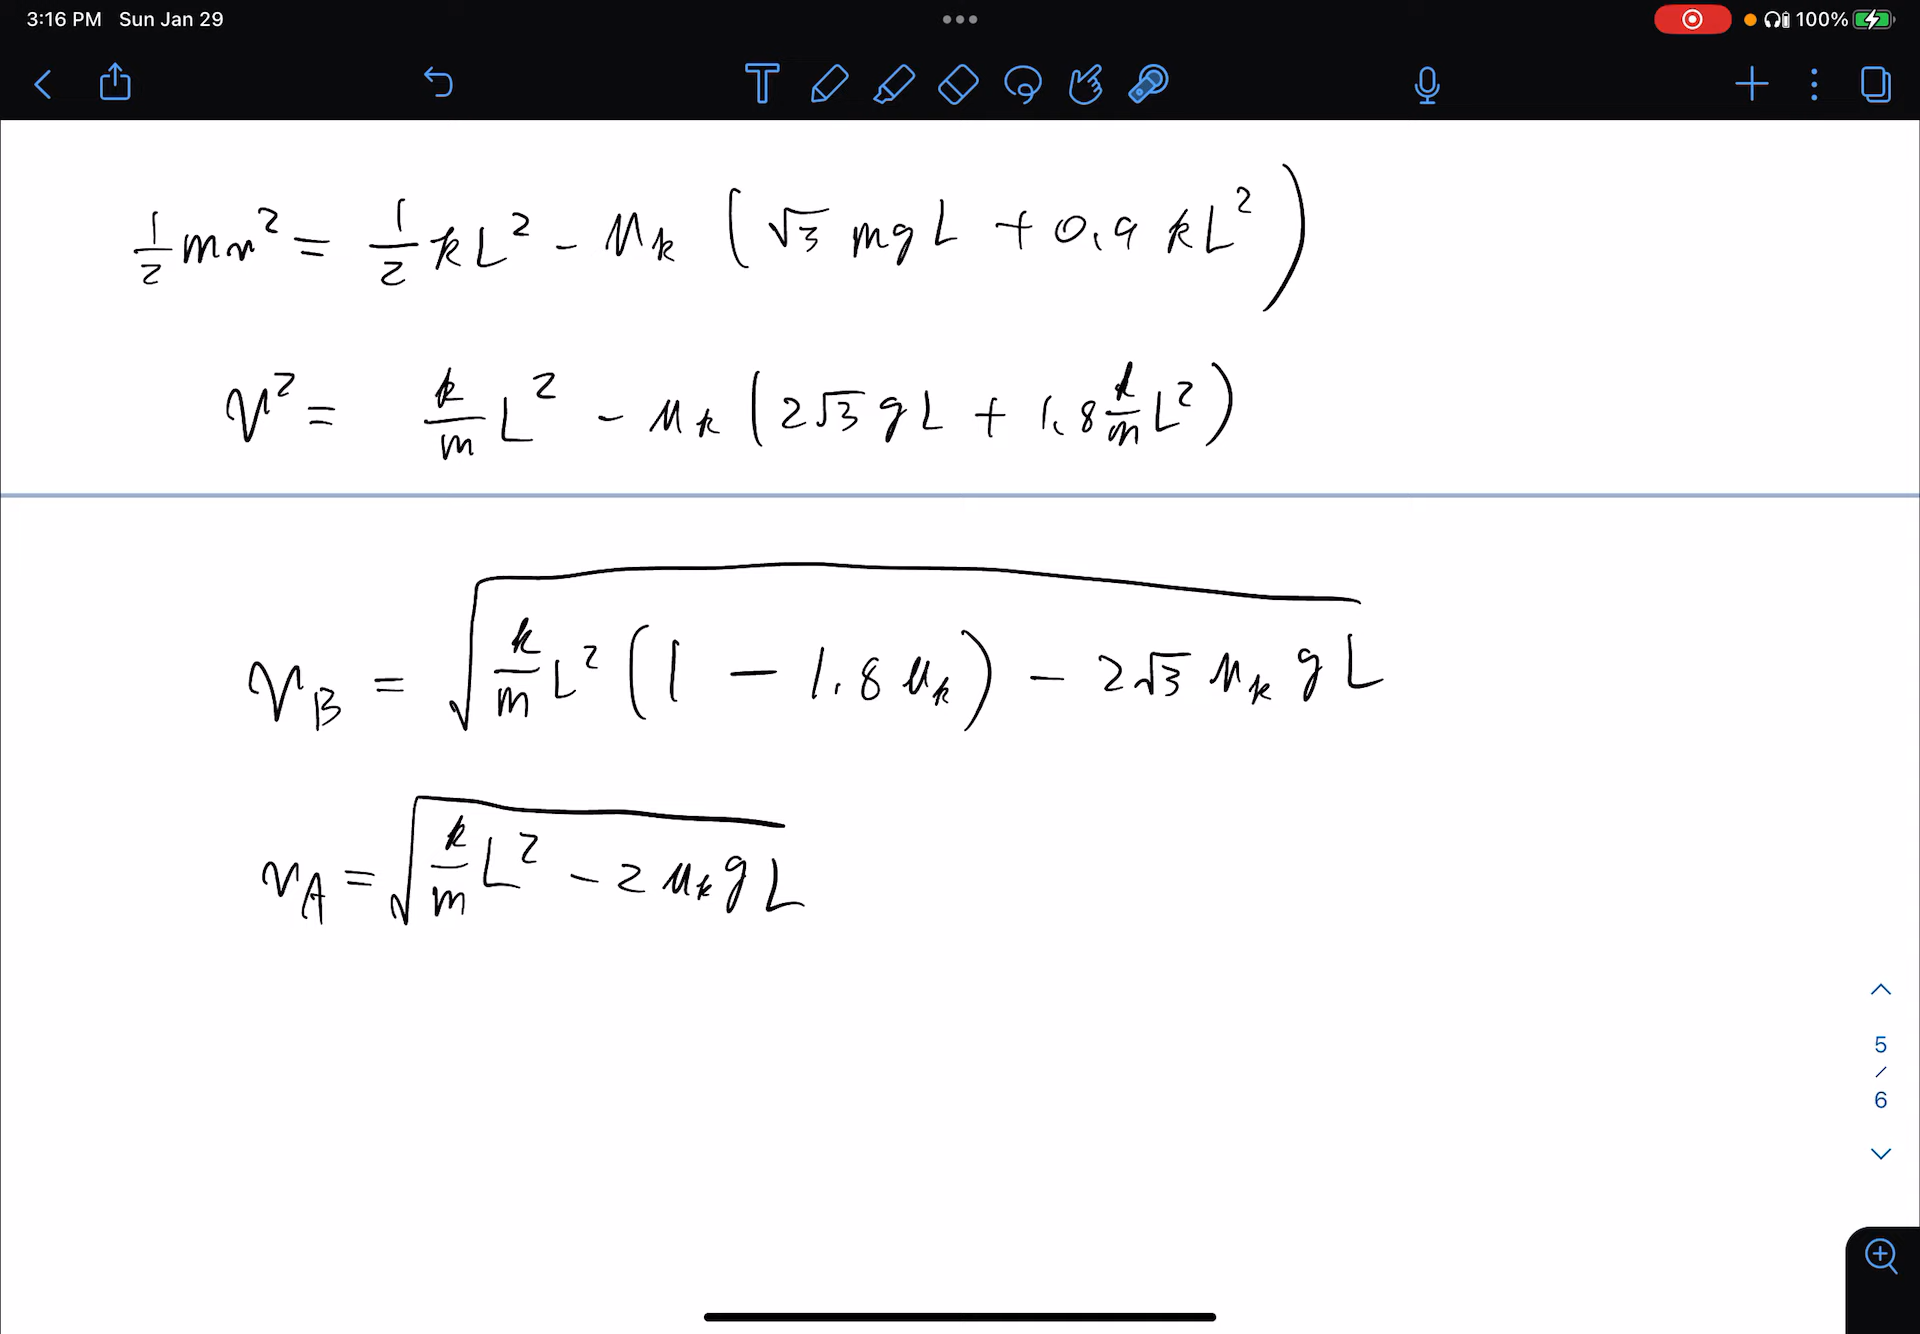 3:16 PM Sun Jan 29 100%
½mv² = ½kL² - μk (√3 mgL + 0.9 kL²)
v² = k/m L² - μk (2√3 gL + 1.8 k/m L²)
vB = √(k/m L² (1 - 1.8 μk) - 2√3 μk gL)
vA = √(k/m L² - 2 μk gL)
5
/
6